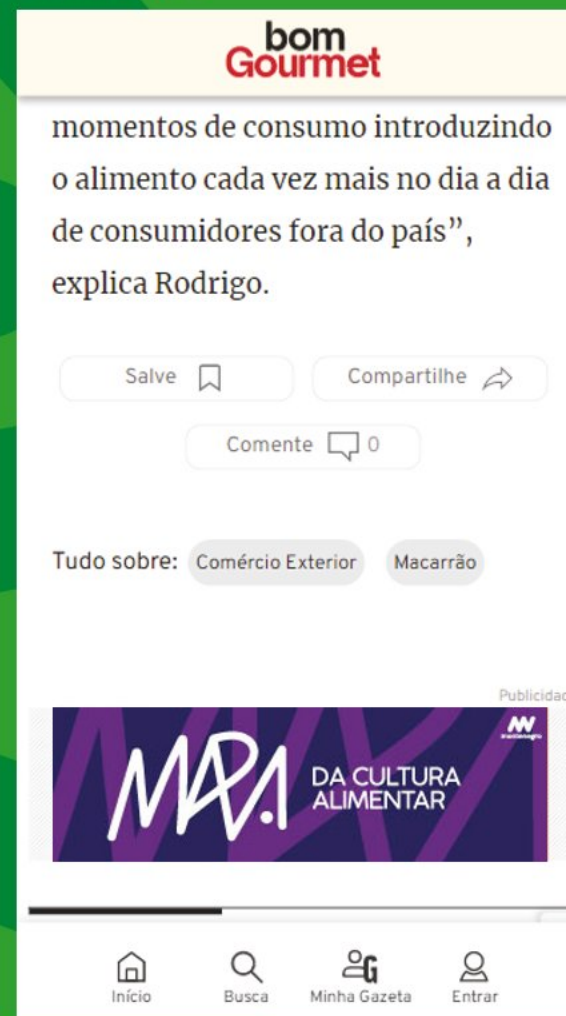 bom
Gourmet
momentos de consumo introduzindo
o alimento cada vez mais no dia a dia
de consumidores fora do país”,
explica Rodrigo.
Salve
Compartilhe
Comente 0
Tudo sobre: Comércio Exterior Macarrão
Publicidad
MAPA.
DA CULTURA
ALIMENTAR
Início Busca Minha Gazeta Entrar